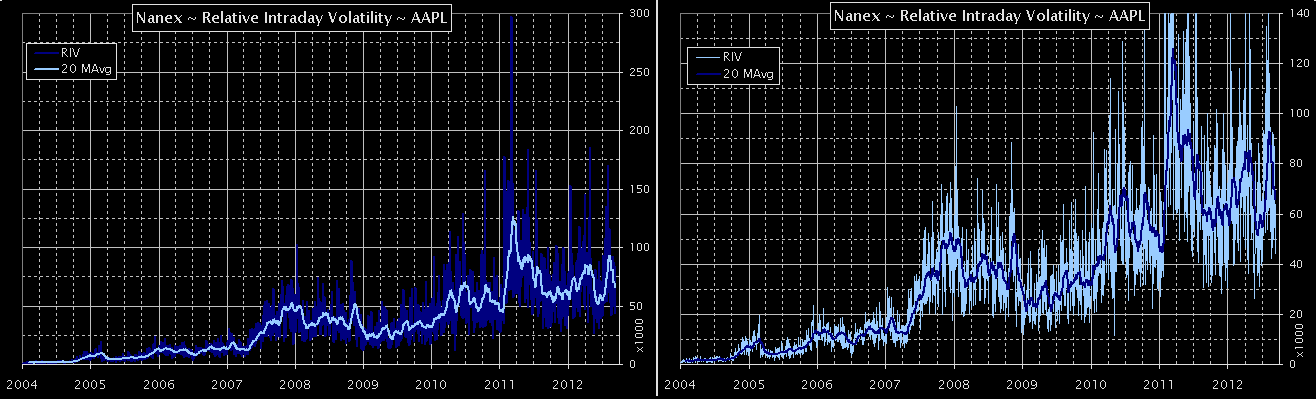 Nanex ~ Relative Intraday Volatility ~ AAPL
RIV
20 MAvg
300
250
200
150
100
50
0
x1000
2004 2005 2006 2007 2008 2009 2010 2011 2012
Nanex ~ Relative Intraday Volatility ~ AAPL
RIV
20 MAvg
140
120
100
80
60
40
20
0
x1000
2004 2005 2006 2007 2008 2009 2010 2011 2012